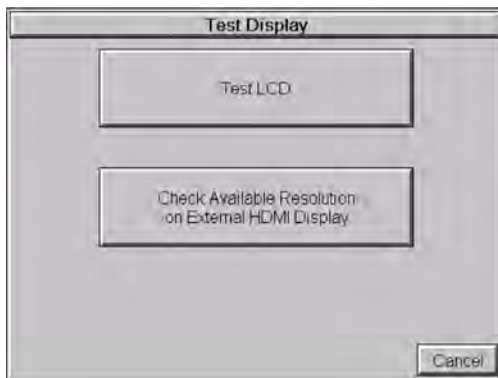 Test Display
Test LCD
Check Available Resolution
on External HDMI Display
Cancel